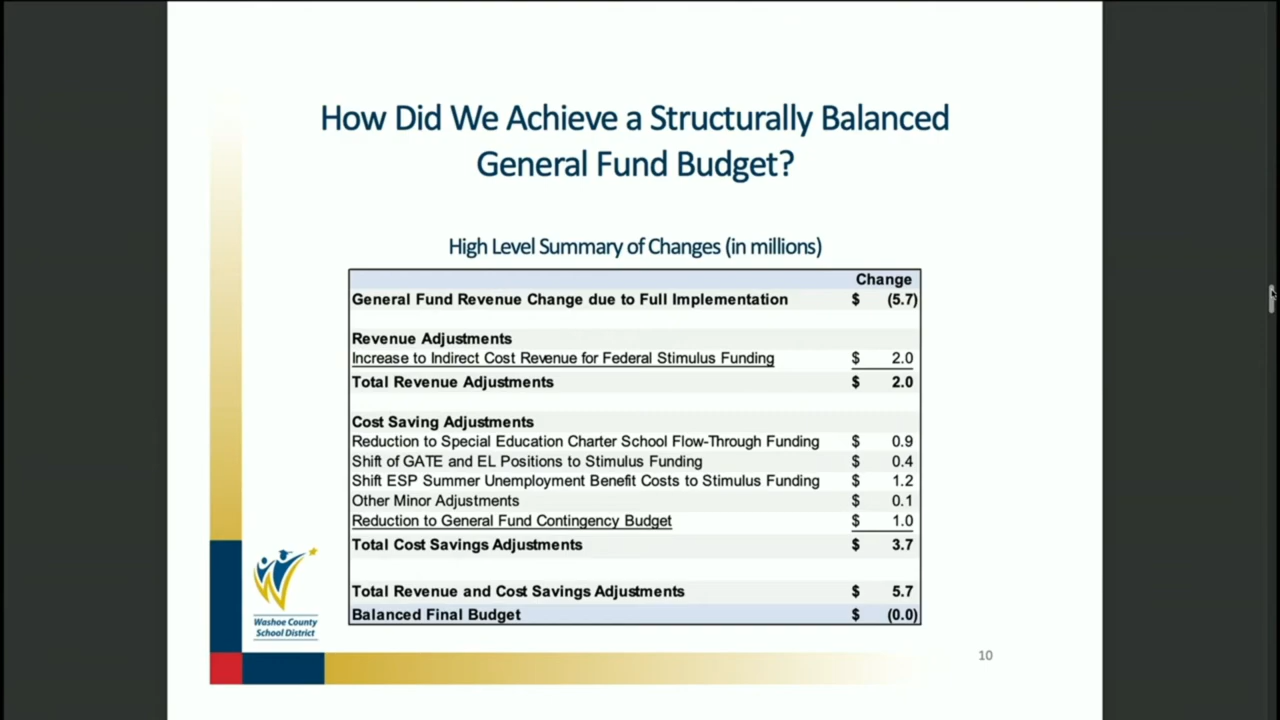 How Did We Achieve a Structurally Balanced
General Fund Budget?
High Level Summary of Changes (in millions)
Change
General Fund Revenue Change due to Full Implementation $ (5.7)
Revenue Adjustments
Increase to Indirect Cost Revenue for Federal Stimulus Funding $ 2.0
Total Revenue Adjustments $ 2.0
Cost Saving Adjustments
Reduction to Special Education Charter School Flow-Through Funding $ 0.9
Shift of GATE and EL Positions to Stimulus Funding $ 0.4
Shift ESP Summer Unemployment Benefit Costs to Stimulus Funding $ 1.2
Other Minor Adjustments $ 0.1
Reduction to General Fund Contingency Budget $ 1.0
Total Cost Savings Adjustments $ 3.7
Total Revenue and Cost Savings Adjustments $ 5.7
Balanced Final Budget $ (0.0)
Washoe County
School District
10